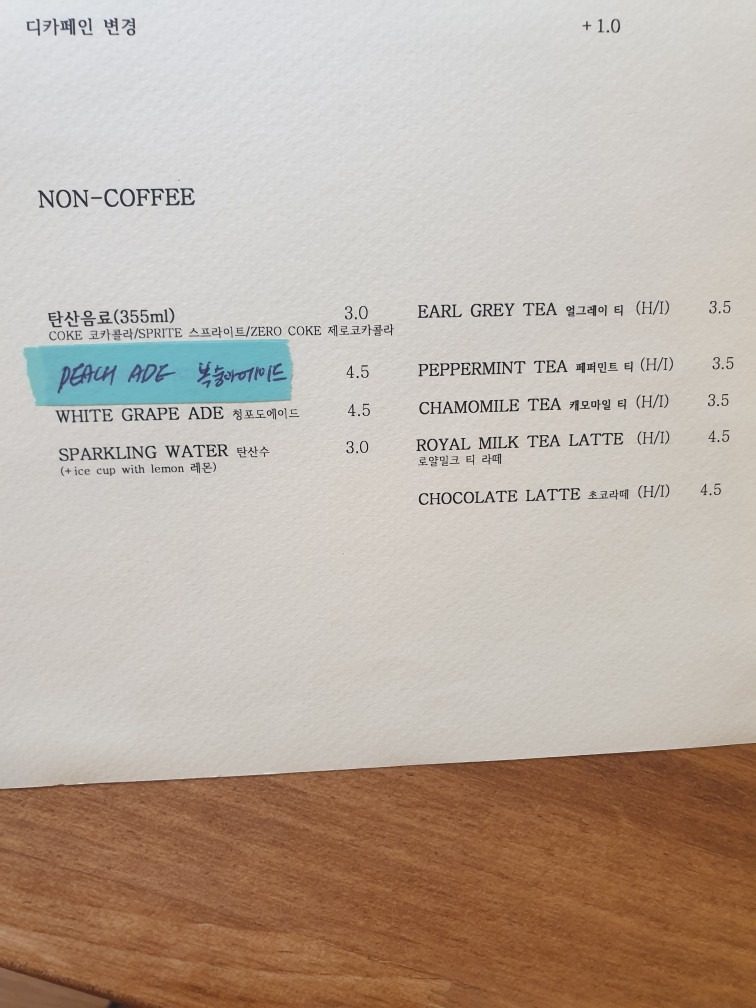 디카페인 변경 +1.0
NON-COFFEE
탄산음료(355ml) 3.0
COKE 코카콜라/SPRITE 스프라이트/ZERO COKE 제로코카콜라
PEACH ADE 복숭아에이드 4.5
WHITE GRAPE ADE 청포도에이드 4.5
SPARKLING WATER 탄산수 3.0
(+ice cup with lemon 레몬)
EARL GREY TEA 얼그레이 티 (H/I) 3.5
PEPPERMINT TEA 페퍼민트 티 (H/I) 3.5
CHAMOMILE TEA 캐모마일 티 (H/I) 3.5
ROYAL MILK TEA LATTE (H/I) 4.5
로얄밀크 티 라떼
CHOCOLATE LATTE 초코라떼 (H/I) 4.5